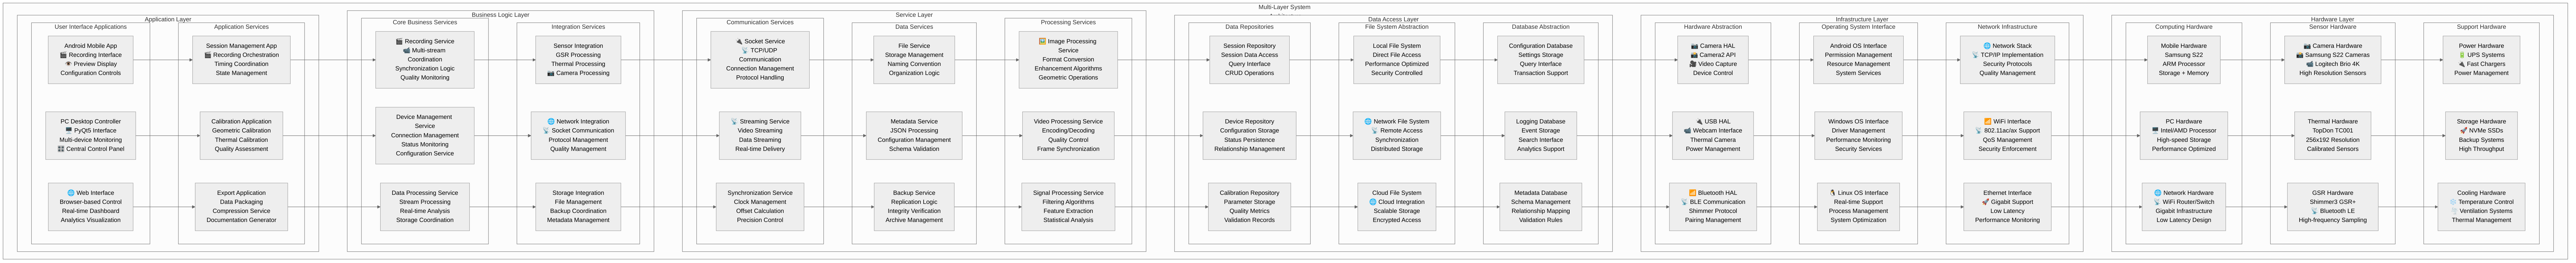 Multi-Layer System
Application Layer
User Interface Applications
Android Mobile App
🎬 Recording Interface
👁️ Preview Display
Configuration Controls
PC Desktop Controller
🖥️ PyQt5 Interface
Multi-device Monitoring
🎛️ Central Control Panel
🌐 Web Interface
Browser-based Control
Real-time Dashboard
Analytics Visualization
Application Services
Session Management App
🎬 Recording Orchestration
Timing Coordination
State Management
Calibration Application
Geometric Calibration
Thermal Calibration
Quality Assessment
Export Application
Data Packaging
Compression Service
Documentation Generator
Business Logic Layer
Core Business Services
🎬 Recording Service
📹 Multi-stream
Coordination
Synchronization Logic
Quality Monitoring
Device Management
Service
Connection Management
Status Monitoring
Configuration Service
Data Processing Service
Stream Processing
Real-time Analysis
Storage Coordination
Integration Services
Sensor Integration
GSR Processing
Thermal Processing
📷 Camera Processing
🌐 Network Integration
📡 Socket Communication
Protocol Management
Quality Management
Storage Integration
File Management
Backup Coordination
Metadata Management
Service Layer
Communication Services
🔌 Socket Service
📡 TCP/UDP
Communication
Connection Management
Protocol Handling
📡 Streaming Service
Video Streaming
Data Streaming
Real-time Delivery
Synchronization Service
Clock Management
Offset Calculation
Precision Control
Data Services
File Service
Storage Management
Naming Convention
Organization Logic
Metadata Service
JSON Processing
Configuration Management
Schema Validation
Backup Service
Replication Logic
Integrity Verification
Archive Management
Processing Services
🖼️ Image Processing
Service
Format Conversion
Enhancement Algorithms
Geometric Operations
Video Processing Service
Encoding/Decoding
Quality Control
Frame Synchronization
Signal Processing Service
Filtering Algorithms
Feature Extraction
Statistical Analysis
Data Access Layer
Data Repositories
Session Repository
Session Data Access
Query Interface
CRUD Operations
Device Repository
Configuration Storage
Status Persistence
Relationship Management
Calibration Repository
Parameter Storage
Quality Metrics
Validation Records
File System Abstraction
Local File System
Direct File Access
Performance Optimized
Security Controlled
🌐 Network File System
📡 Remote Access
Synchronization
Distributed Storage
Cloud File System
🌐 Cloud Integration
Scalable Storage
Encrypted Access
Database Abstraction
Configuration Database
Settings Storage
Query Interface
Transaction Support
Logging Database
Event Storage
Search Interface
Analytics Support
Metadata Database
Schema Management
Relationship Mapping
Validation Rules
Infrastructure Layer
Hardware Abstraction
📷 Camera HAL
📸 Camera2 API
🎥 Video Capture
Device Control
🔌 USB HAL
📹 Webcam Interface
Thermal Camera
Power Management
📶 Bluetooth HAL
📡 BLE Communication
Shimmer Protocol
Pairing Management
Operating System Interface
Android OS Interface
Permission Management
Resource Management
System Services
Windows OS Interface
Driver Management
Performance Monitoring
Security Services
🐧 Linux OS Interface
Real-time Support
Process Management
System Optimization
Network Infrastructure
🌐 Network Stack
📡 TCP/IP Implementation
Security Protocols
Quality Management
📶 WiFi Interface
📡 802.11ac/ax Support
QoS Management
Security Enforcement
Ethernet Interface
🚀 Gigabit Support
Low Latency
Performance Monitoring
Hardware Layer
Computing Hardware
Mobile Hardware
Samsung S22
ARM Processor
Storage + Memory
PC Hardware
🖥️ Intel/AMD Processor
High-speed Storage
Performance Optimized
🌐 Network Hardware
📡 WiFi Router/Switch
Gigabit Infrastructure
Low Latency Design
Sensor Hardware
📷 Camera Hardware
📸 Samsung S22 Cameras
📹 Logitech Brio 4K
High Resolution Sensors
Thermal Hardware
TopDon TC001
256x192 Resolution
Calibrated Sensors
GSR Hardware
Shimmer3 GSR+
📡 Bluetooth LE
High-frequency Sampling
Support Hardware
Power Hardware
🔋 UPS Systems
🔌 Fast Chargers
Power Management
Storage Hardware
🚀 NVMe SSDs
Backup Systems
High Throughput
Cooling Hardware
❄️ Temperature Control
💨 Ventilation Systems
Thermal Management